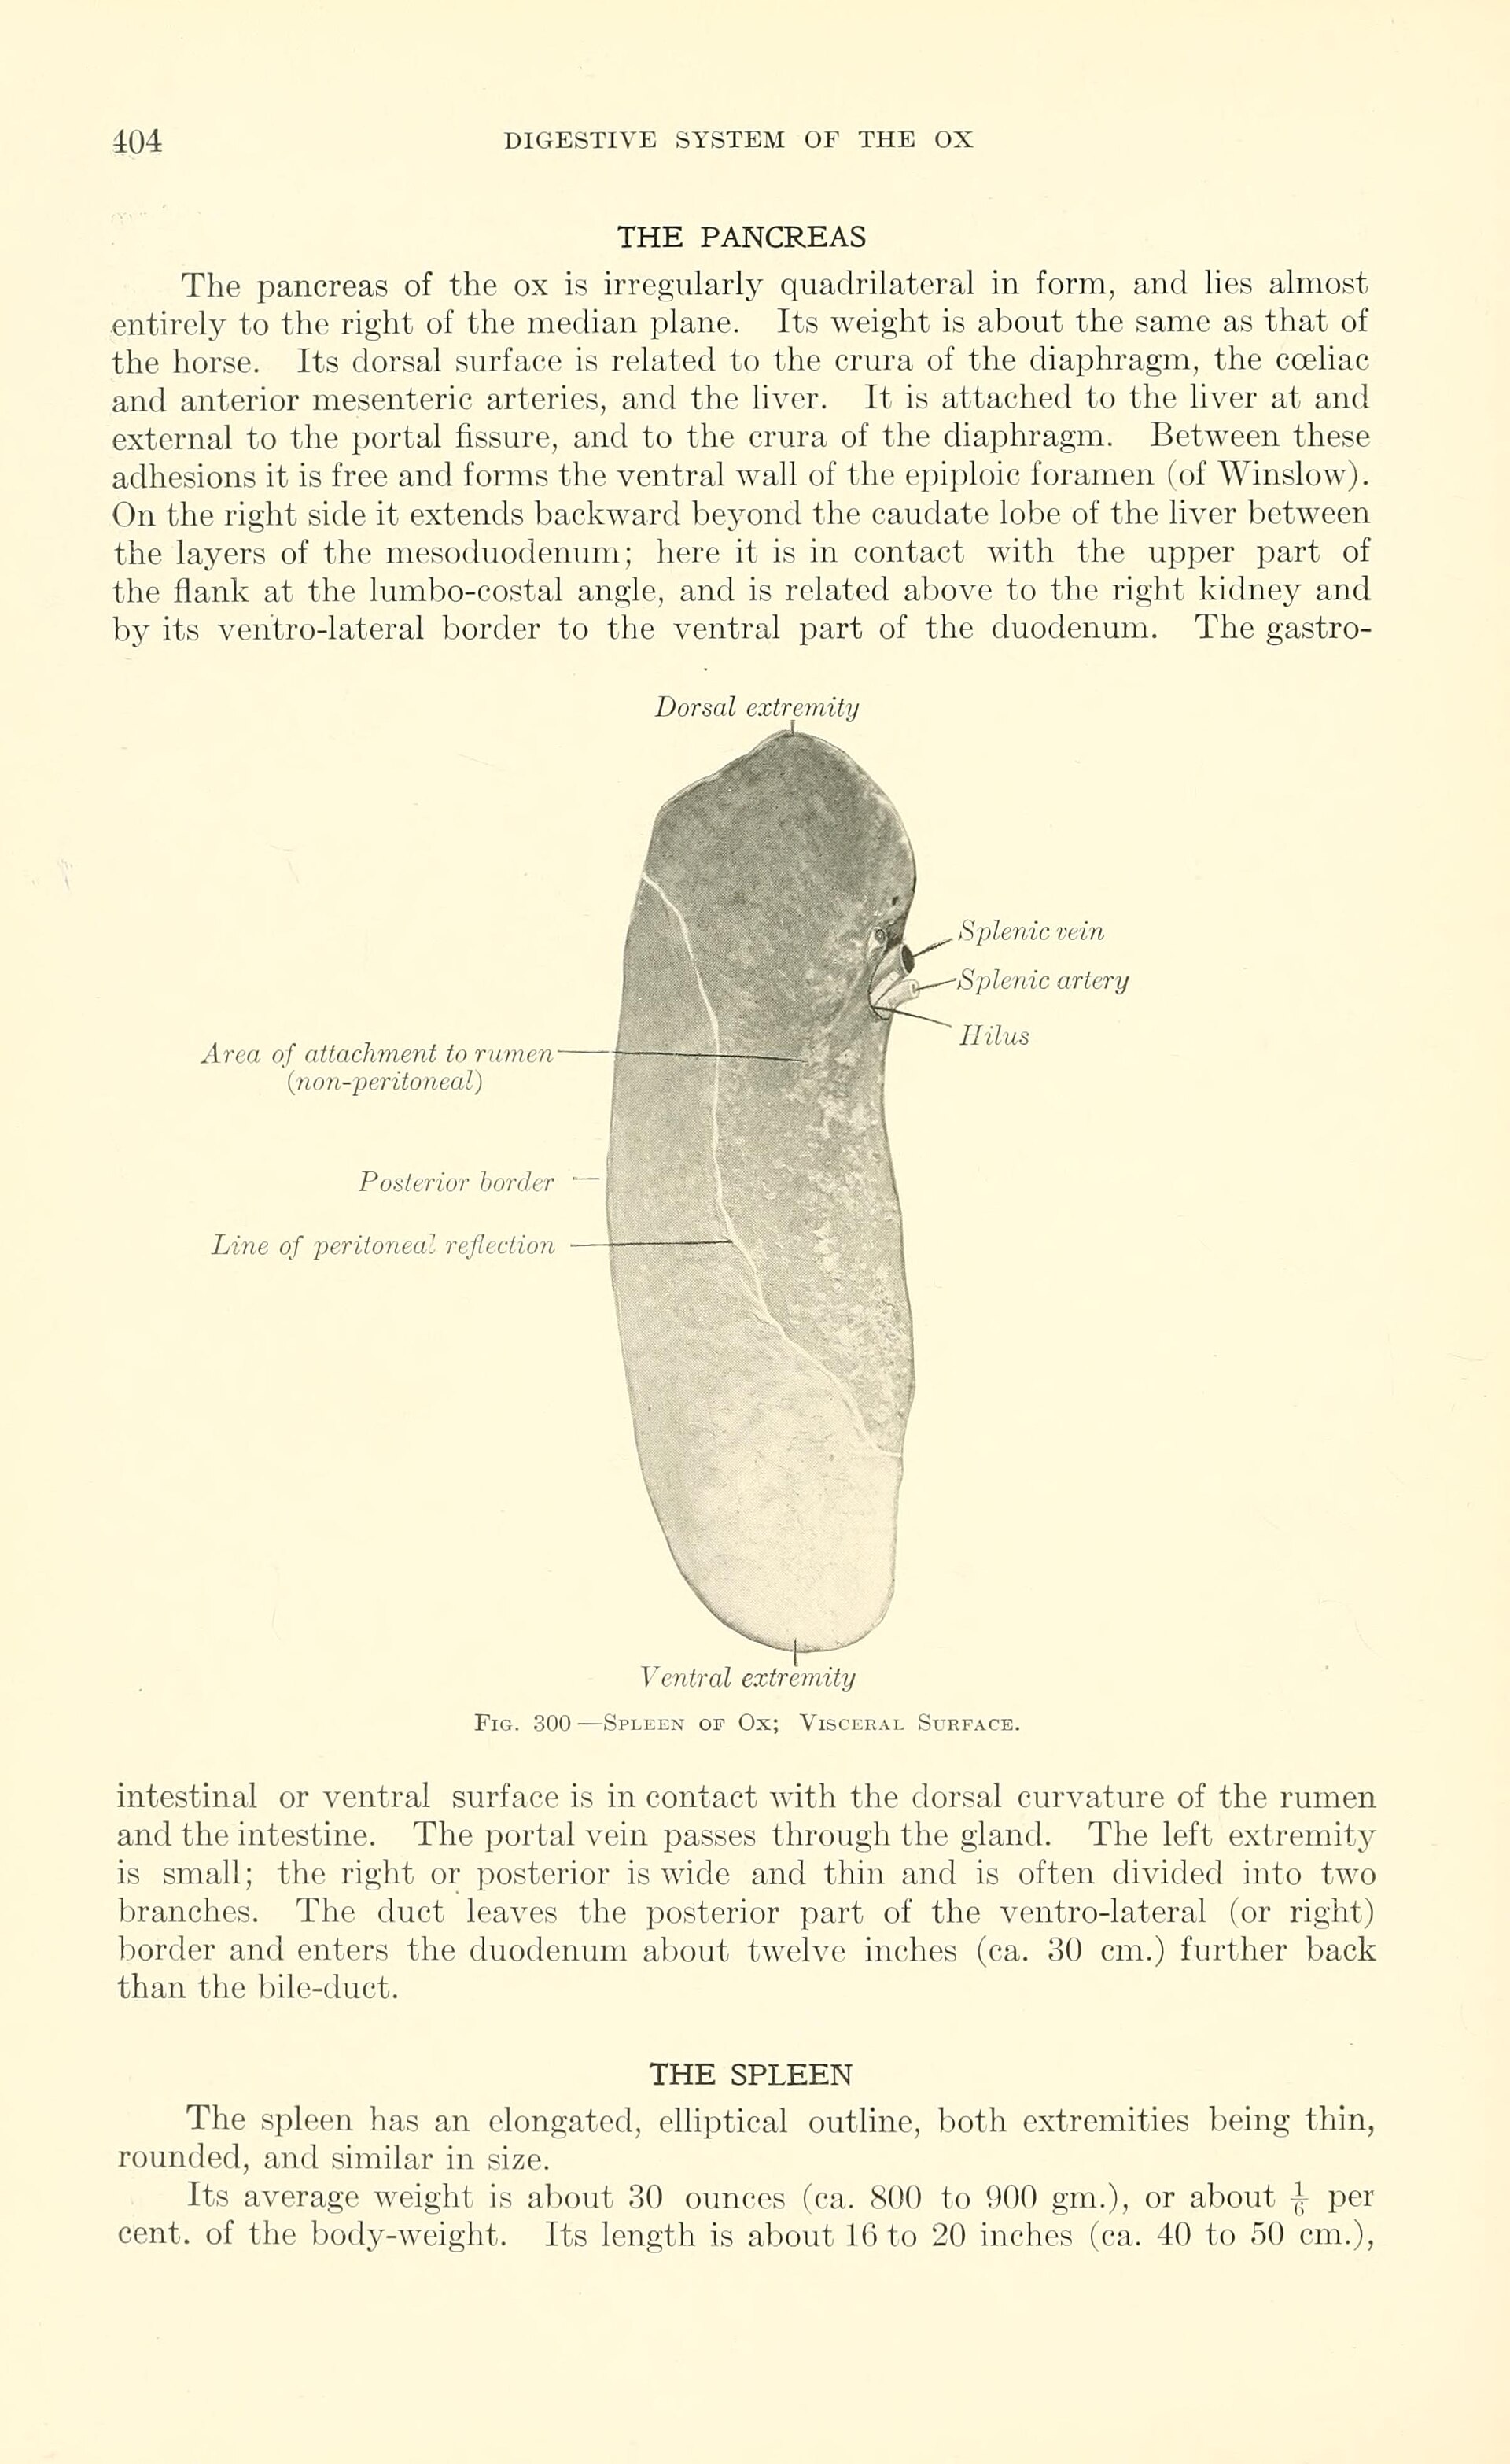 404
DIGESTIVE SYSTEM OF THE OX
THE PANCREAS
The pancreas of the ox is irregularly quadrilateral in form, and lies almost
entirely to the right of the median plane. Its weight is about the same as that of
the horse. Its dorsal surface is related to the crura of the diaphragm, the cœliac
and anterior mesenteric arteries, and the liver. It is attached to the liver at and
external to the portal fissure, and to the crura of the diaphragm. Between these
adhesions it is free and forms the ventral wall of the epiploic foramen (of Winslow).
On the right side it extends backward beyond the caudate lobe of the liver between
the layers of the mesoduodenum; here it is in contact with the upper part of
the flank at the lumbo-costal angle, and is related above to the right kidney and
by its ventro-lateral border to the ventral part of the duodenum. The gastro-
Dorsal extremity
Splenic vein
Splenic artery
Hilus
Area of attachment to rumen
(non-peritoneal)
Posterior border
Line of peritoneal reflection
Ventral extremity
Fig. 300—Spleen of Ox; Visceral Surface.
intestinal or ventral surface is in contact with the dorsal curvature of the rumen
and the intestine. The portal vein passes through the gland. The left extremity
is small; the right or posterior is wide and thin and is often divided into two
branches. The duct leaves the posterior part of the ventro-lateral (or right)
border and enters the duodenum about twelve inches (ca. 30 cm.) further back
than the bile-duct.
THE SPLEEN
The spleen has an elongated, elliptical outline, both extremities being thin,
rounded, and similar in size.
Its average weight is about 30 ounces (ca. 800 to 900 gm.), or about 1/6 per
cent. of the body-weight. Its length is about 16 to 20 inches (ca. 40 to 50 cm.),